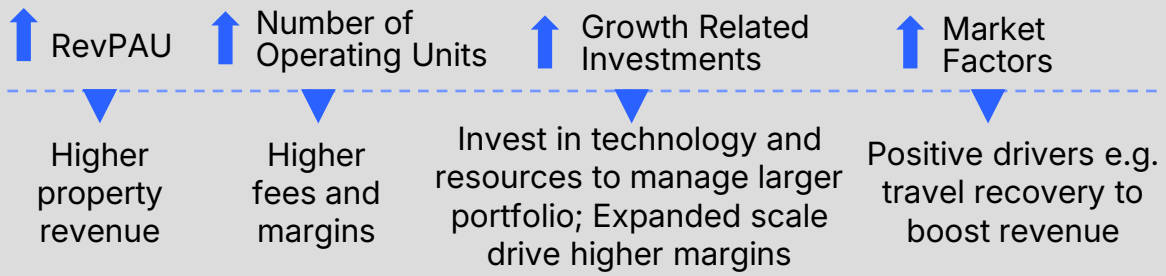 RevPAU
Number of
Operating Units
Growth Related
Investments
Market
Factors
Higher
property
revenue
Higher
fees and
margins
Invest in technology and
resources to manage larger
portfolio; Expanded scale
drive higher margins
Positive drivers e.g.
travel recovery to
boost revenue